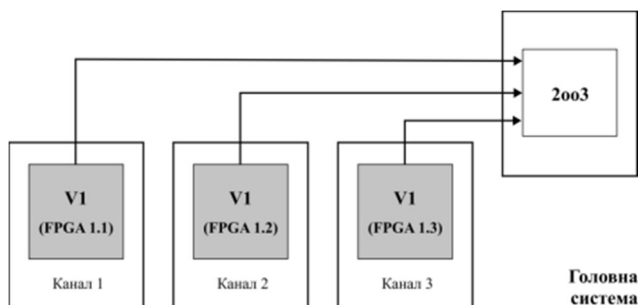 2oo3
V1
(FPGA 1.1)
Канал 1
V1
(FPGA 1.2)
Канал 2
V1
(FPGA 1.3)
Канал 3
Головна
система